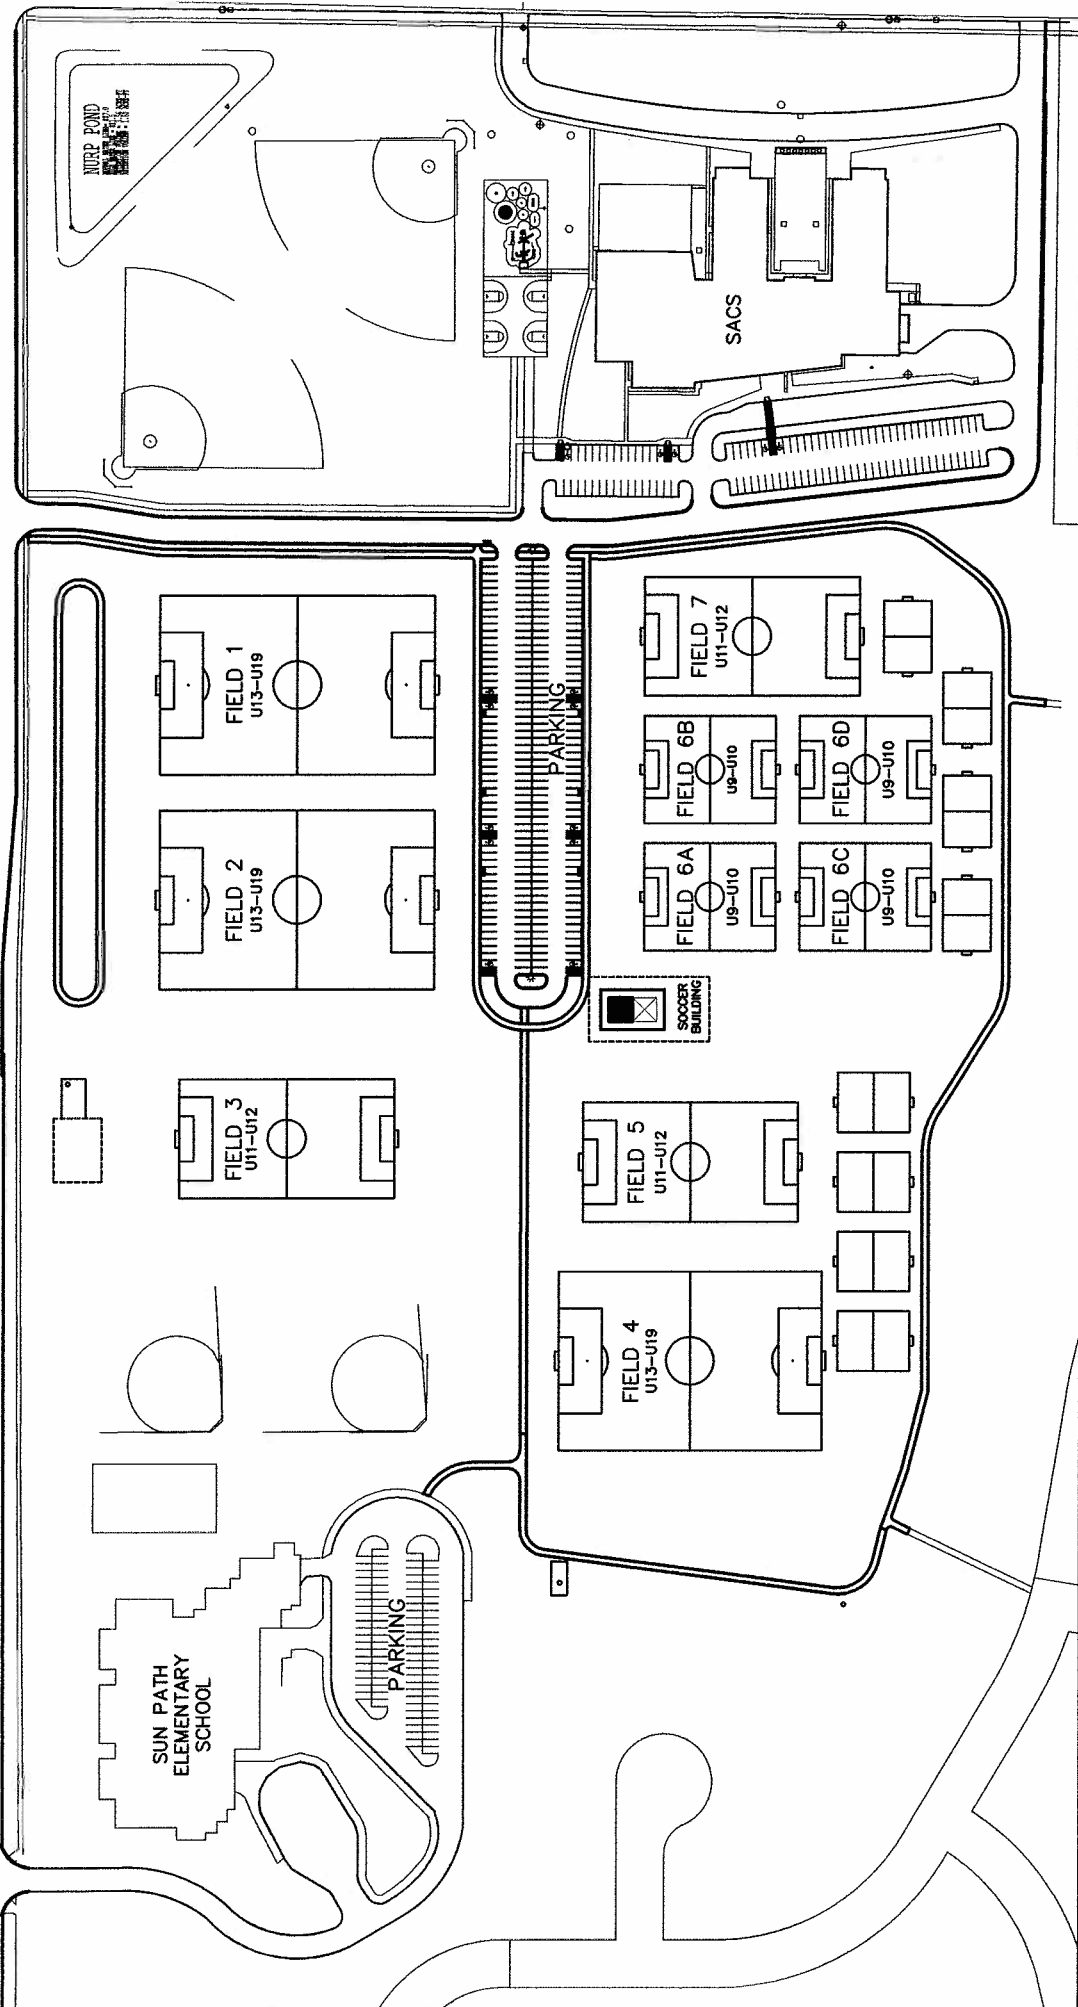 NURP POND
SACS
FIELD 1
U13-U19
PARKING
FIELD 7
U11-U12
FIELD 6B
U9-U10
FIELD 6D
U9-U10
FIELD 2
U13-U19
FIELD 6A
U9-U10
FIELD 6C
U9-U10
SOCCER
BUILDING
FIELD 3
U11-U12
FIELD 5
U11-U12
FIELD 4
U13-U19
PARKING
SUN PATH
ELEMENTARY
SCHOOL